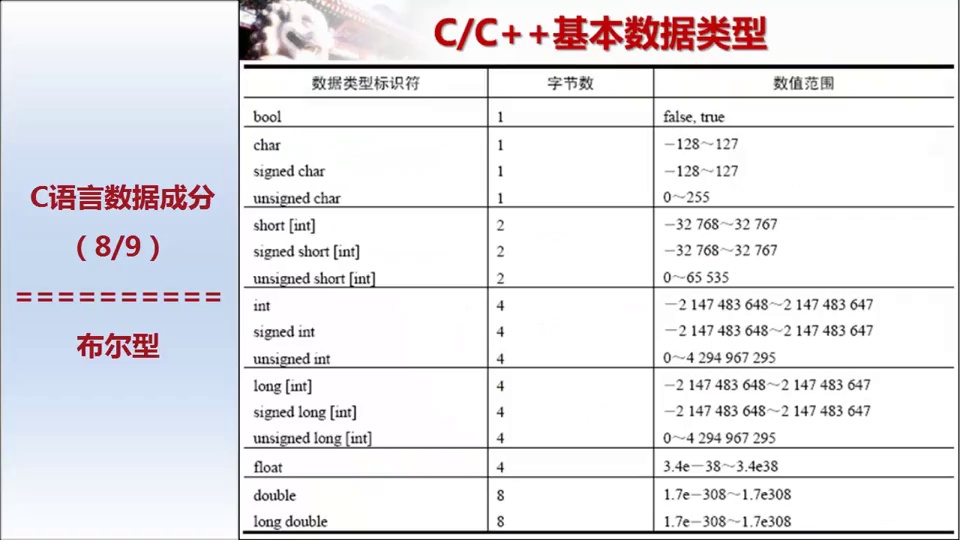 C/C++基本数据类型
C语言数据成分
（8/9）
==========
布尔型
数据类型标识符 字节数 数值范围
bool 1 false, true
char 1 －128～127
signed char 1 －128～127
unsigned char 1 0～255
short [int] 2 －32 768～32 767
signed short [int] 2 －32 768～32 767
unsigned short [int] 2 0～65 535
int 4 －2 147 483 648～2 147 483 647
signed int 4 －2 147 483 648～2 147 483 647
unsigned int 4 0～4 294 967 295
long [int] 4 －2 147 483 648～2 147 483 647
signed long [int] 4 －2 147 483 648～2 147 483 647
unsigned long [int] 4 0～4 294 967 295
float 4 3.4e－38～3.4e38
double 8 1.7e－308～1.7e308
long double 8 1.7e－308～1.7e308